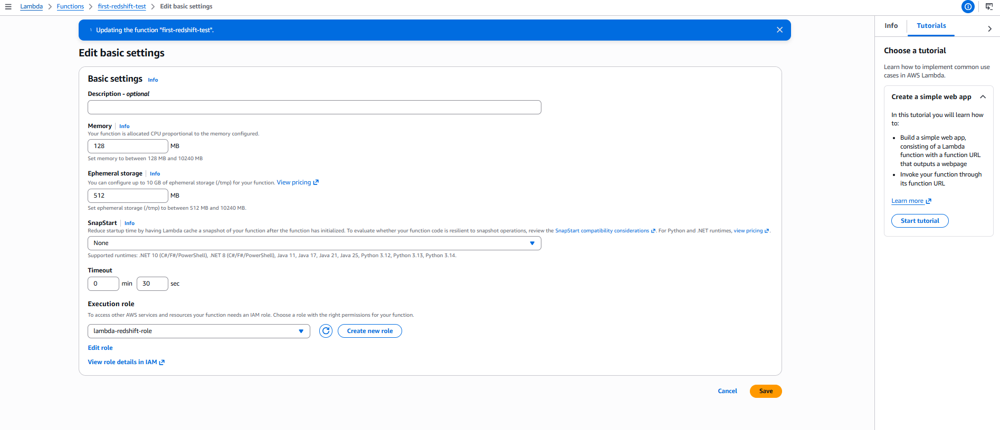 Lambda > Functions > first-redshift-test > Edit basic settings
Updating the function "first-redshift-test".
Edit basic settings
Basic settings Info
Description - optional
Memory Info
Your function is allocated CPU proportional to the memory configured.
128 MB
Set memory to between 128 MB and 10240 MB
Ephemeral storage Info
You can configure up to 10 GB of ephemeral storage (/tmp) for your function. View pricing
512 MB
Set ephemeral storage (/tmp) to between 512 MB and 10240 MB.
SnapStart Info
Reduce startup time by having Lambda cache a snapshot of your function after the function has initialized. To evaluate whether your function code is resilient to snapshot operations, review the SnapStart compatibility considerations. For Python and .NET runtimes, view pricing.
None
Supported runtimes: .NET 10 (C#/F#/PowerShell), .NET 8 (C#/F#/PowerShell), Java 11, Java 17, Java 21, Java 25, Python 3.12, Python 3.13, Python 3.14.
Timeout
0 min 30 sec
Execution role
To access other AWS services and resources your function needs an IAM role. Choose a role with the right permissions for your function.
lambda-redshift-role Create new role
Edit role
View role details in IAM
Cancel Save
Info Tutorials
Choose a tutorial
Learn how to implement common use
cases in AWS Lambda.
Create a simple web app
In this tutorial you will learn how
to:
• Build a simple web app,
consisting of a Lambda
function with a function URL
that outputs a webpage
• Invoke your function through
its function URL
Learn more
Start tutorial